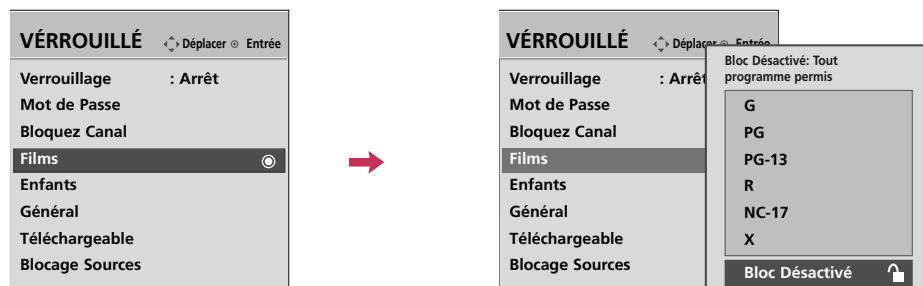 VÉRROUILLÉ Déplacer Entrée
Verrouillage : Arrêt
Mot de Passe
Bloquez Canal
Films
Enfants
Général
Téléchargeable
Blocage Sources
VÉRROUILLÉ Déplacer Entrée
Verrouillage : Arrêt
Mot de Passe
Bloquez Canal
Films
Enfants
Général
Téléchargeable
Blocage Sources
Bloc Désactivé: Tout
programme permis
G
PG
PG-13
R
NC-17
X
Bloc Désactivé